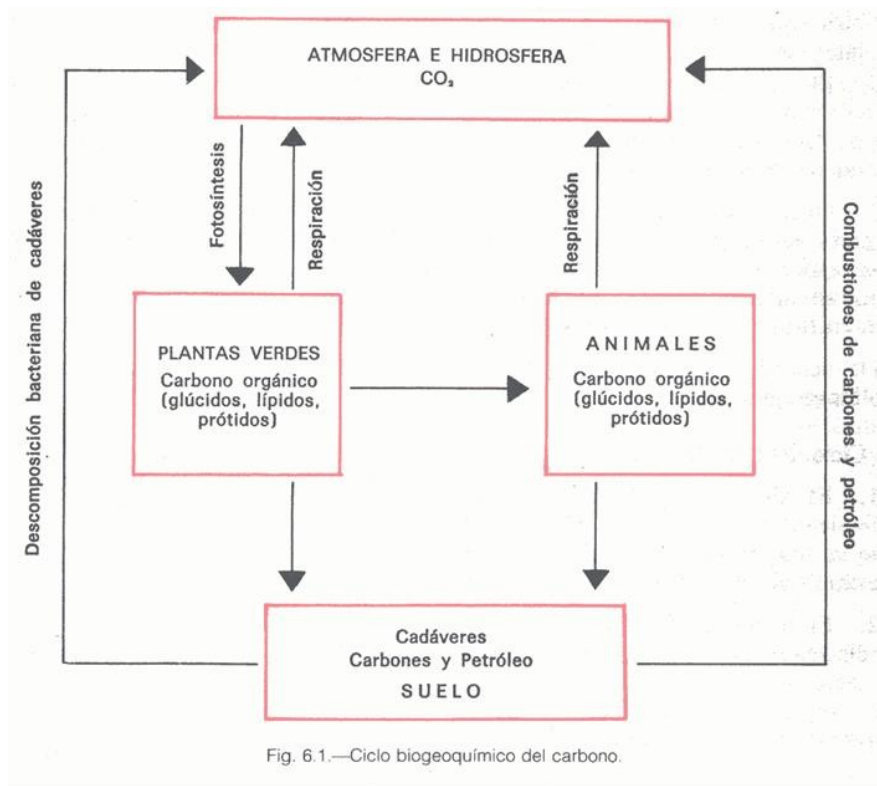 ATMOSFERA E HIDROSFERA
CO₂
Descomposición bacteriana de cadáveres
Fotosíntesis
Respiración
Respiración
Combustiones de carbones y petróleo
PLANTAS VERDES
Carbono orgánico
(glúcidos, lípidos,
prótidos)
ANIMALES
Carbono orgánico
(glúcidos, lípidos,
prótidos)
Cadáveres
Carbones y Petróleo
SUELO
Fig. 6.1.—Ciclo biogeoquímico del carbono.